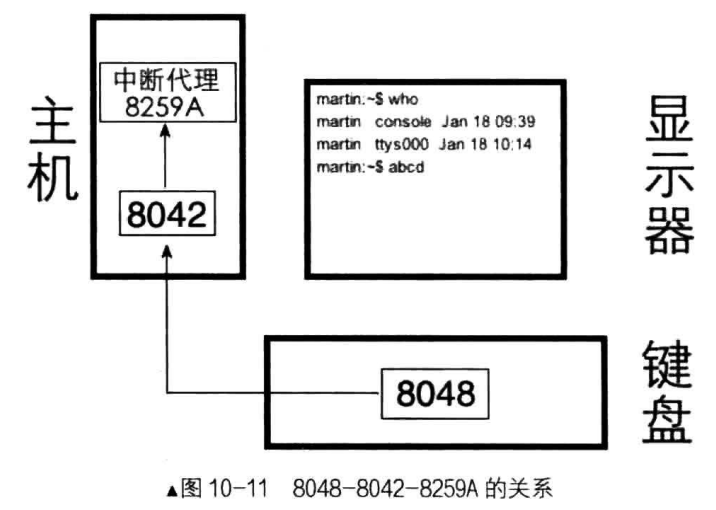 主机
中断代理
8259A
8042
martin:~$ who
martin console Jan 18 09:39
martin ttys000 Jan 18 10:14
martin:~$ abcd
显示器
8048
键盘
▲图 10-11 8048-8042-8259A 的关系